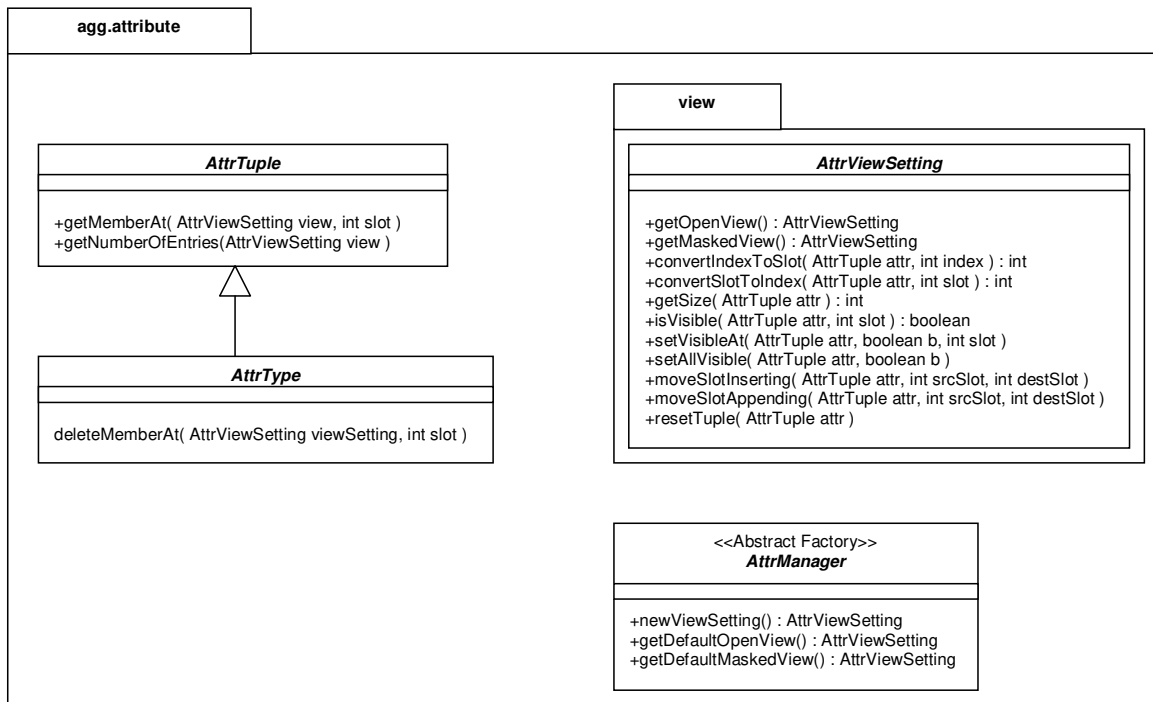 agg.attribute
view
AttrTuple
+getMemberAt( AttrViewSetting view, int slot )
+getNumberOfEntries(AttrViewSetting view )
AttrType
deleteMemberAt( AttrViewSetting viewSetting, int slot )
AttrViewSetting
+getOpenView() : AttrViewSetting
+getMaskedView() : AttrViewSetting
+convertIndexToSlot( AttrTuple attr, int index ) : int
+convertSlotToIndex( AttrTuple attr, int slot ) : int
+getSize( AttrTuple attr ) : int
+isVisible( AttrTuple attr, int slot ) : boolean
+setVisibleAt( AttrTuple attr, boolean b, int slot )
+setAllVisible( AttrTuple attr, boolean b )
+moveSlotInserting( AttrTuple attr, int srcSlot, int destSlot )
+moveSlotAppending( AttrTuple attr, int srcSlot, int destSlot )
+resetTuple( AttrTuple attr )
<<Abstract Factory>>
AttrManager
+newViewSetting() : AttrViewSetting
+getDefaultOpenView() : AttrViewSetting
+getDefaultMaskedView() : AttrViewSetting